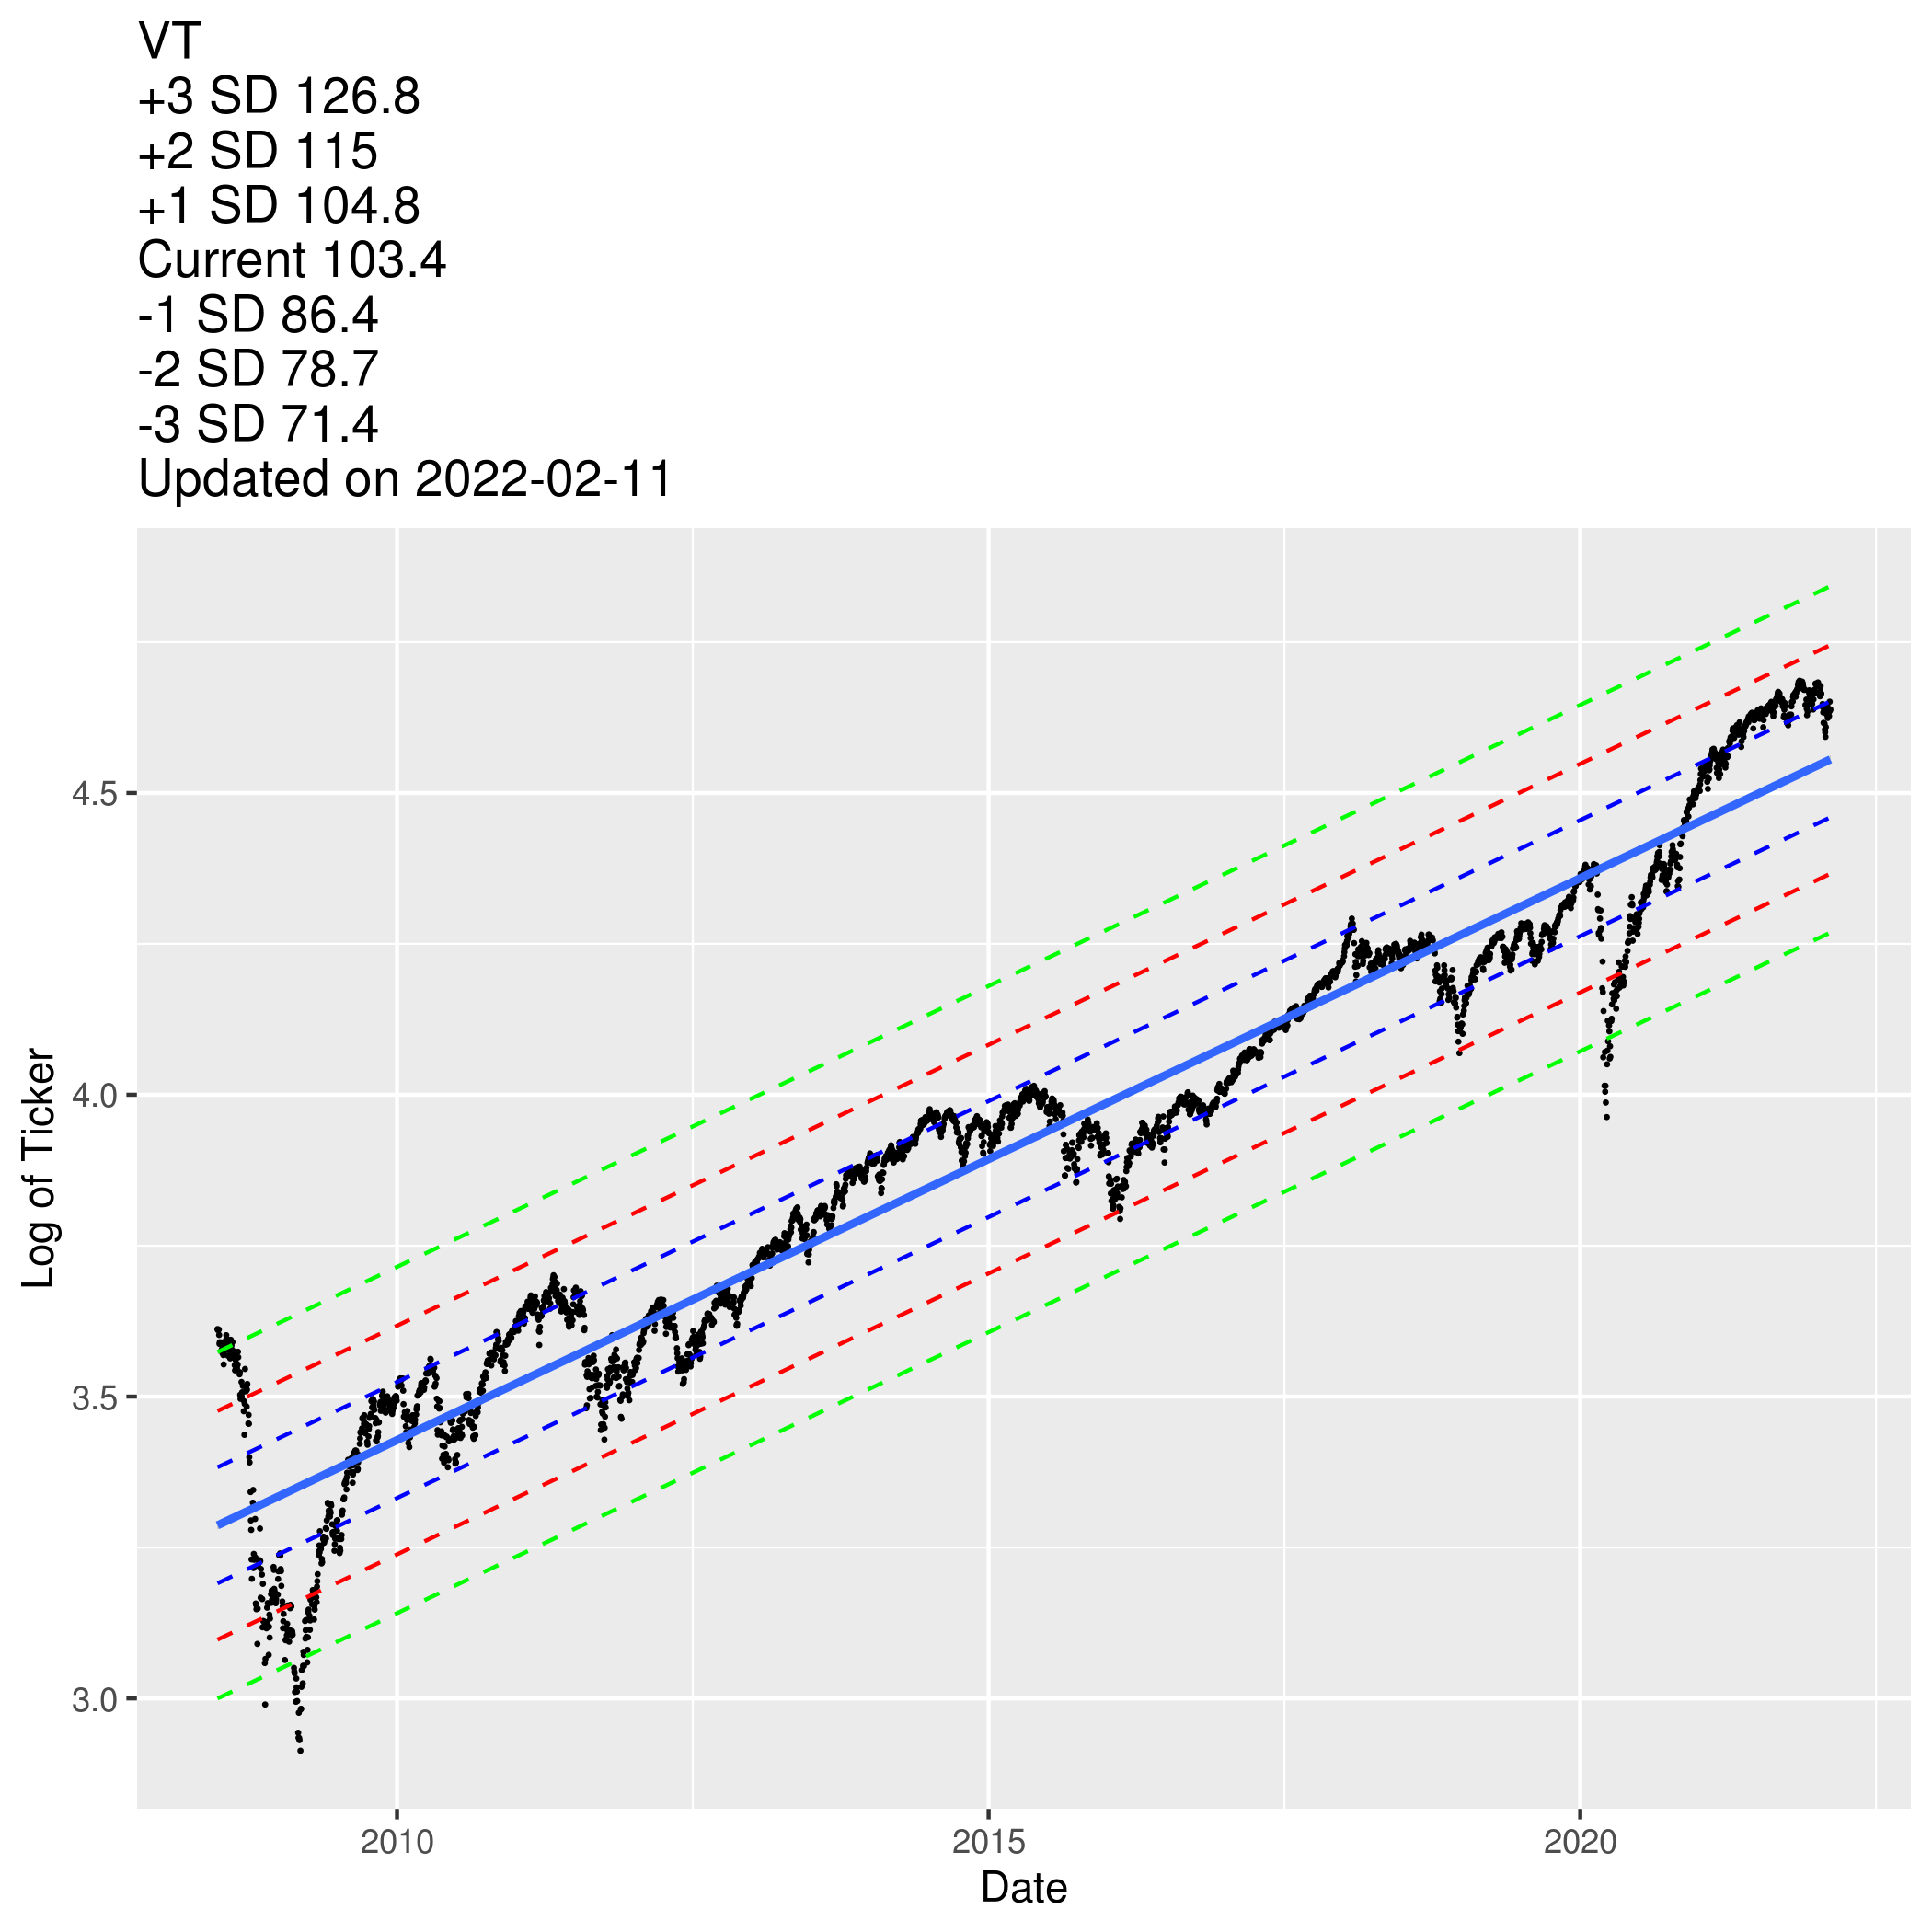 VT
+3 SD 126.8
+2 SD 115
+1 SD 104.8
Current 103.4
-1 SD 86.4
-2 SD 78.7
-3 SD 71.4
Updated on 2022-02-11
4.5
4.0
3.5
3.0
Log of Ticker
2010
2015
2020
Date